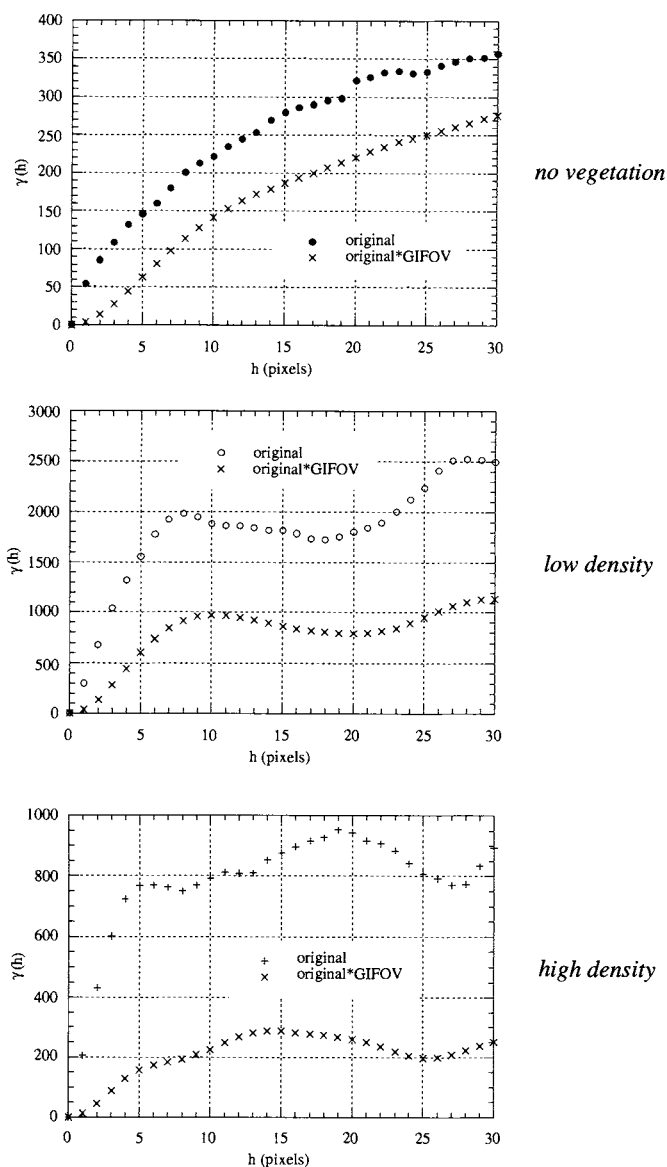 400
350
300
250
200
150
100
50
0
γ(h)
original
original*GIFOV
0 5 10 15 20 25 30
h (pixels)
no vegetation
3000
2500
2000
1500
1000
500
0
γ(h)
original
original*GIFOV
0 5 10 15 20 25 30
h (pixels)
low density
1000
800
600
400
200
0
γ(h)
original
original*GIFOV
0 5 10 15 20 25 30
h (pixels)
high density